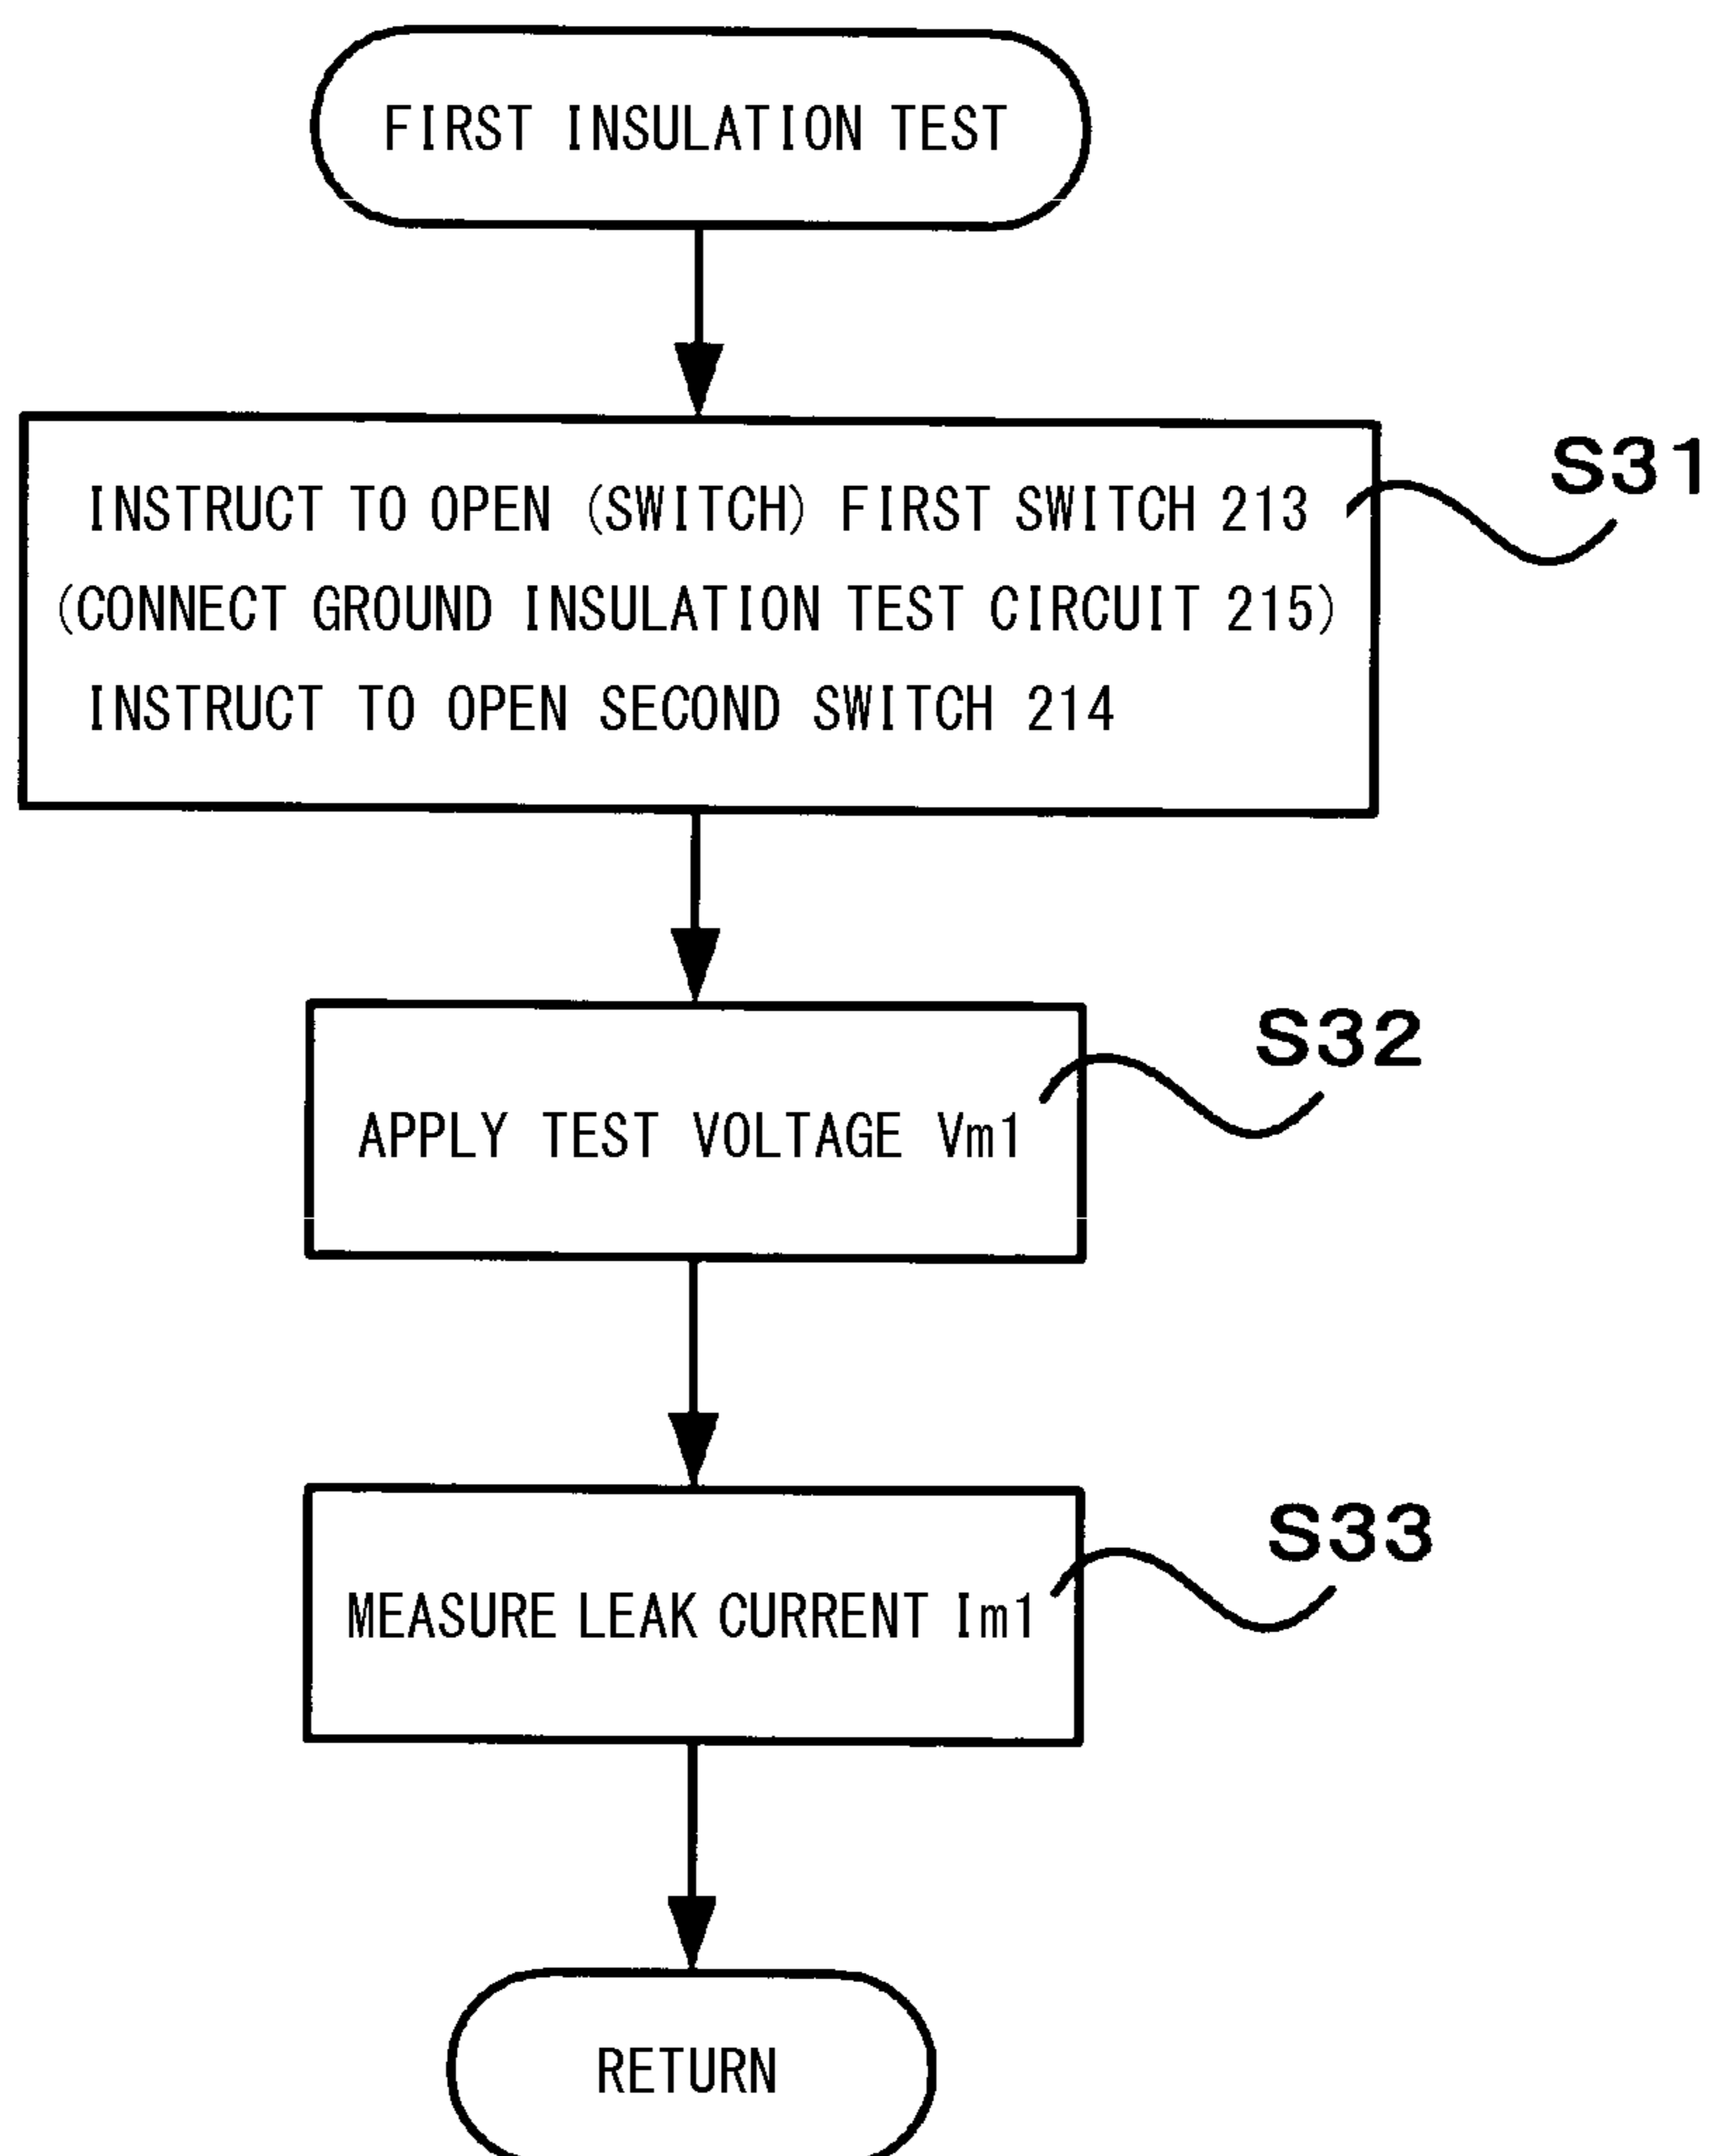 FIRST INSULATION TEST
S31
INSTRUCT TO OPEN (SWITCH) FIRST SWITCH 213
(CONNECT GROUND INSULATION TEST CIRCUIT 215)
INSTRUCT TO OPEN SECOND SWITCH 214
S32
APPLY TEST VOLTAGE Vm1
S33
MEASURE LEAK CURRENT Im1
RETURN